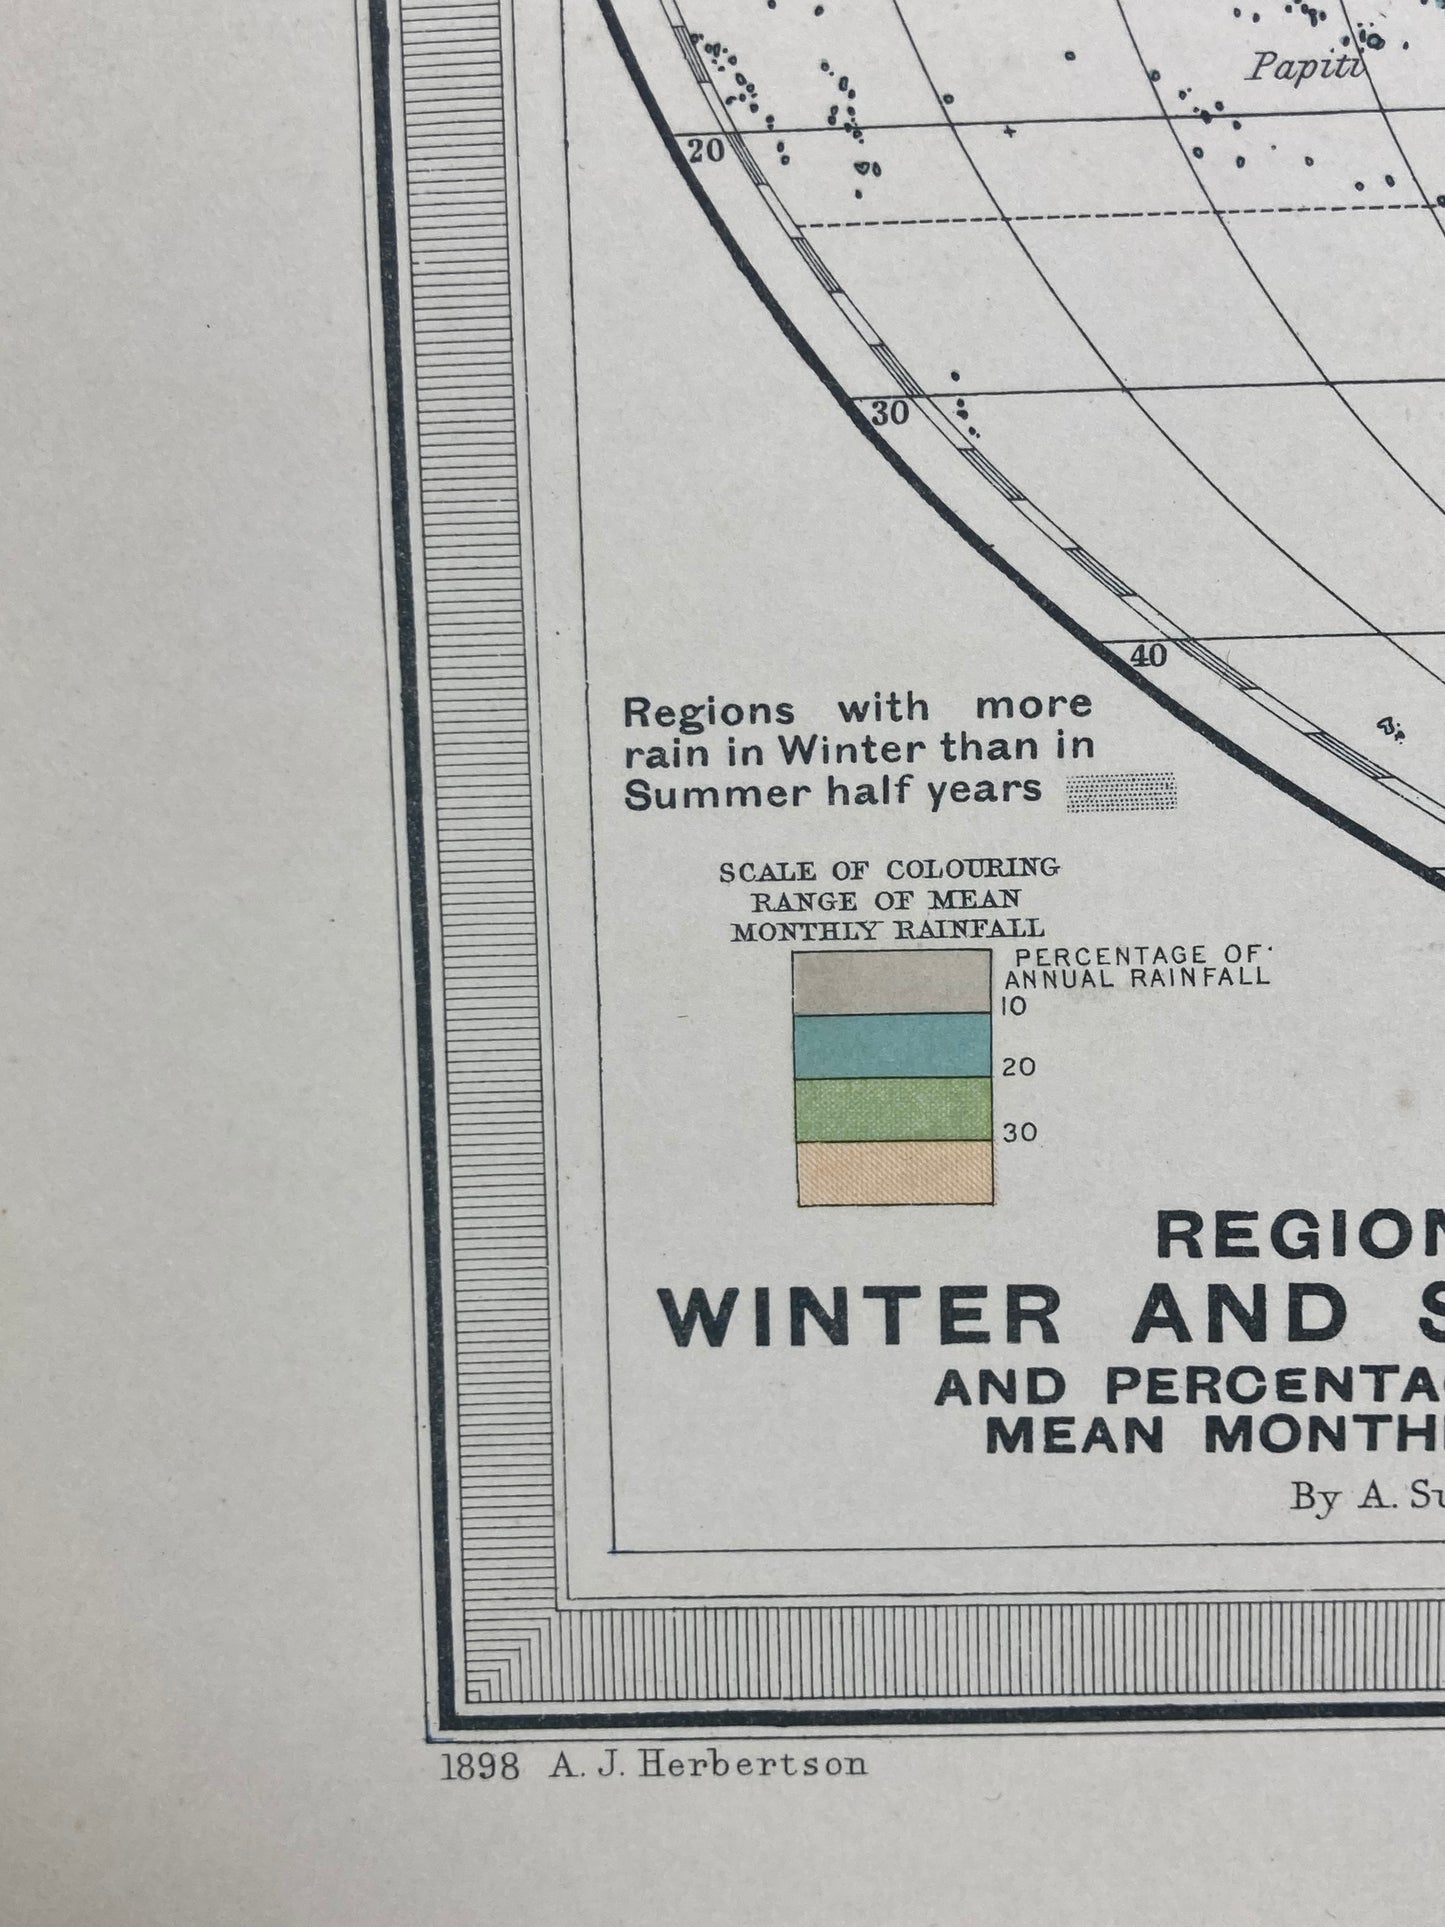 Papiti
20
30
40
Regions with more
rain in Winter than in
Summer half years
SCALE OF COLOURING
RANGE OF MEAN
MONTHLY RAINFALL
PERCENTAGE OF
ANNUAL RAINFALL
10
20
30
REGION
WINTER AND S
AND PERCENTAG
MEAN MONTH
By A. Su
1898 A. J. Herbertson